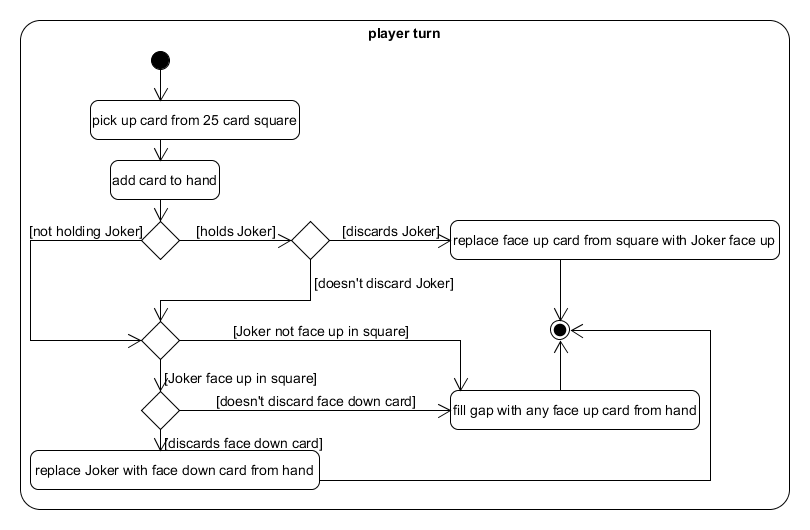 player turn
pick up card from 25 card square
add card to hand
[not holding Joker]
[holds Joker]
[discards Joker]
replace face up card from square with Joker face up
[doesn't discard Joker]
[Joker not face up in square]
[Joker face up in square]
[doesn't discard face down card]
fill gap with any face up card from hand
[discards face down card]
replace Joker with face down card from hand